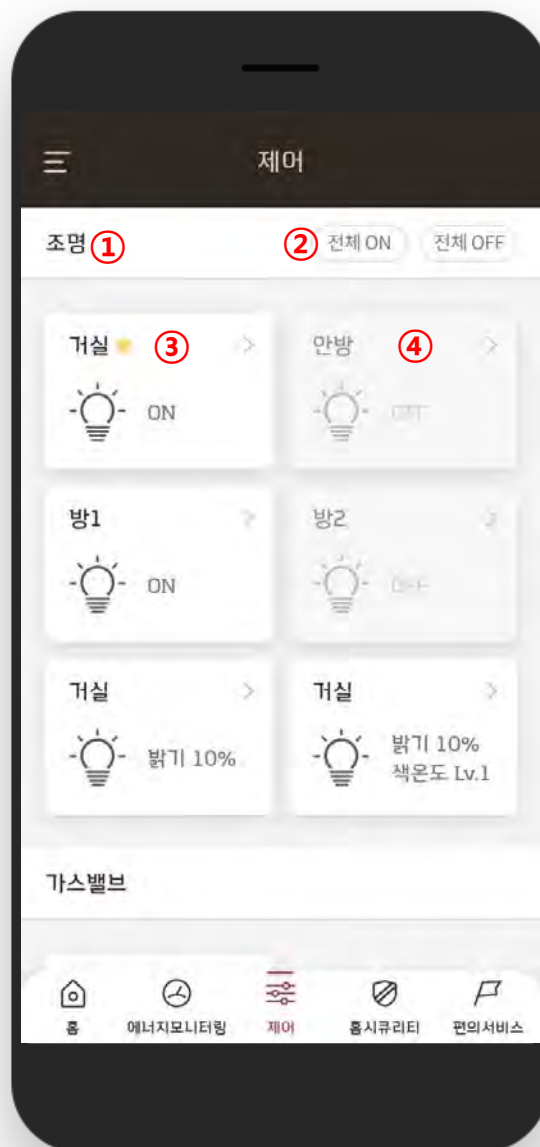 제어
조명 ① ② 전체 ON 전체 OFF
거실 ③ 안방 ④
ON OFF
방1 방2
ON OFF
거실 거실
밝기 10% 밝기 10%
색온도 Lv.1
가스밸브
홈 에너지모니터링 제어 홈시큐리티 편의서비스